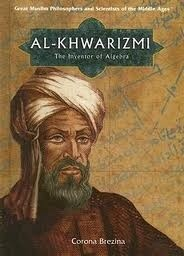 Great Muslim Philosophers and Scientists of the Middle Ages
AL-KHWARIZMI
The Inventor of Algebra
Corona Brezina